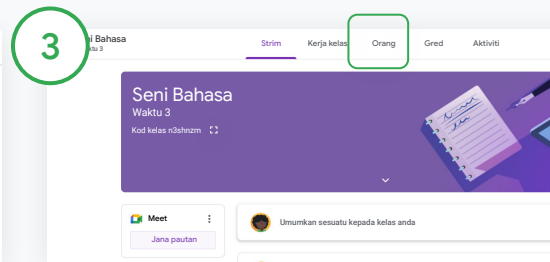 3
i Bahasa
ktu 3
Strim Kerja kelas Orang Gred Aktiviti
Seni Bahasa
Waktu 3
Kod kelas n3shnzm
Meet
Jana pautan
Umumkan sesuatu kepada kelas anda